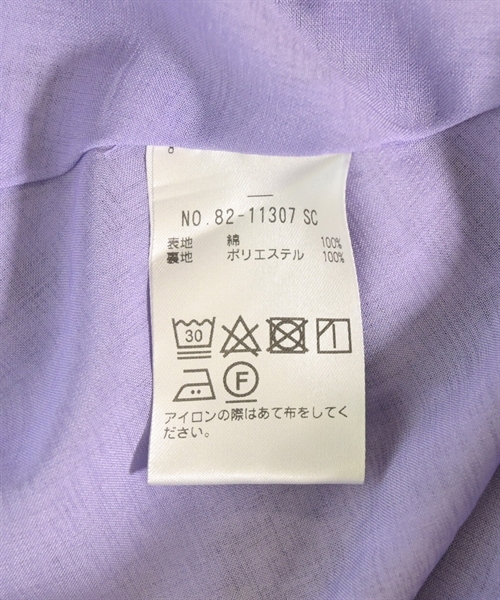 NO.82-11307 SC
表地 綿 100%
裏地 ポリエステル 100%
30
F
アイロンの際はあて布をしてく
ださい。